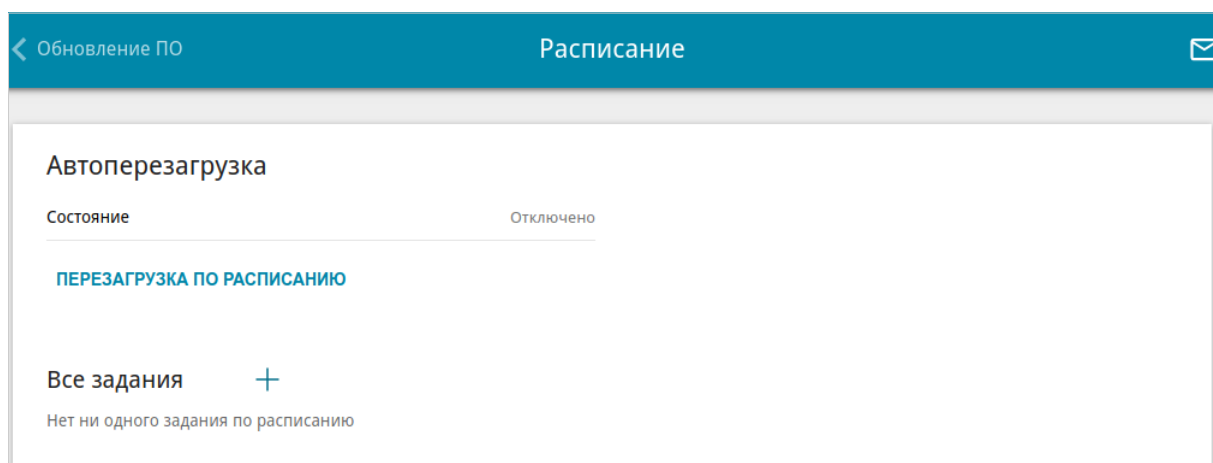 Обновление ПО
Расписание
Автоперезагрузка
Состояние Отключено
ПЕРЕЗАГРУЗКА ПО РАСПИСАНИЮ
Все задания
Нет ни одного задания по расписанию